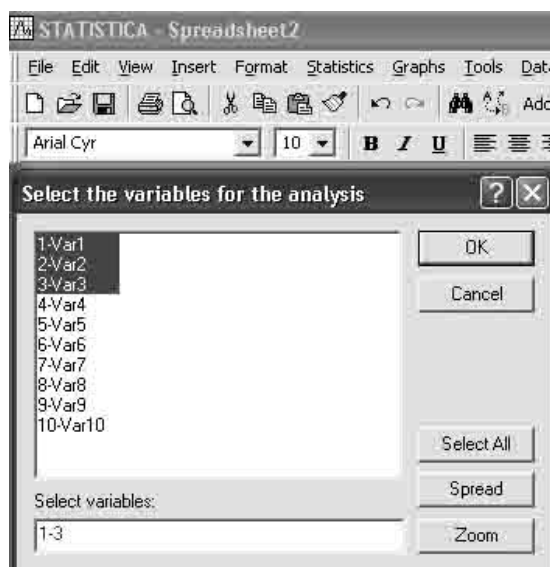 STATISTICA - Spreadsheet2
File Edit View Insert Format Statistics Graphs Tools Data
Add
Arial Cyr 10 B I U
Select the variables for the analysis
1-Var1
2-Var2
3-Var3
4-Var4
5-Var5
6-Var6
7-Var7
8-Var8
9-Var9
10-Var10
OK
Cancel
Select All
Spread
Zoom
Select variables:
1-3